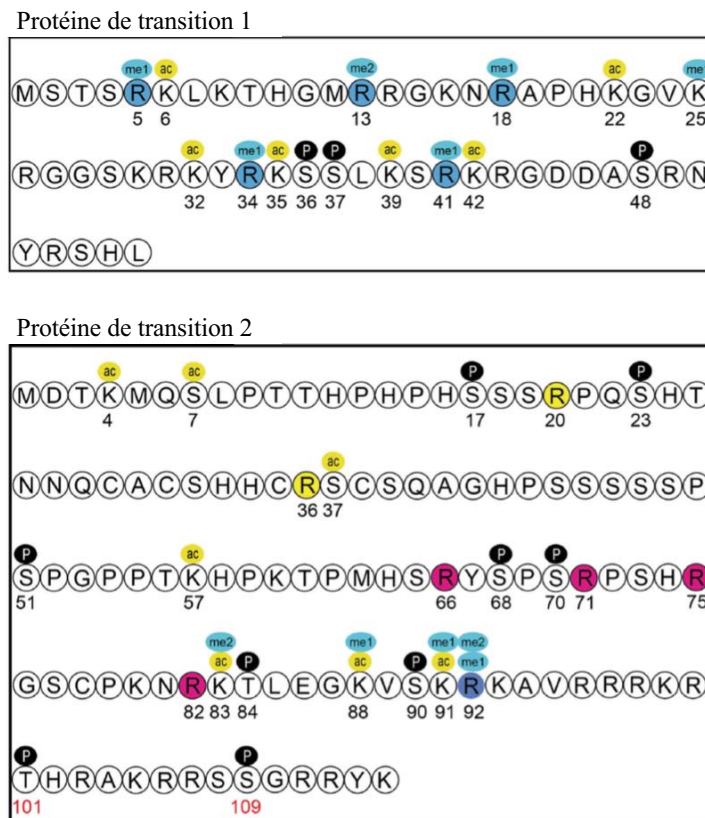 Protéine de transition 1
me1 ac me2 me1 ac me
MSTSRKLKTHGMRRGKNRAPHKGVK
5 6 13 18 22 25
ac me1 ac P P ac me1 ac P
RGGSKRKYRKSSLKSRKRGDDASRN
32 34 35 36 37 39 41 42 48
YRSHL
Protéine de transition 2
ac ac P P
MDTKMQSLPTTHPHPHSSSRPQSHT
4 7 17 20 23
ac
NNQCACSHHCRSCSQAGHPSSSSSP
36 37
P ac P P
SPGPPTKHPKTPMHSRYSPSRPSHR
51 57 66 68 70 71 75
me2 me1 me1 me2
ac P ac P ac me1
GSCPKNRKTLEGKVSKRKAVRRRKR
82 83 84 88 90 91 92
P P
THRAKRRSSGRRYK
101 109